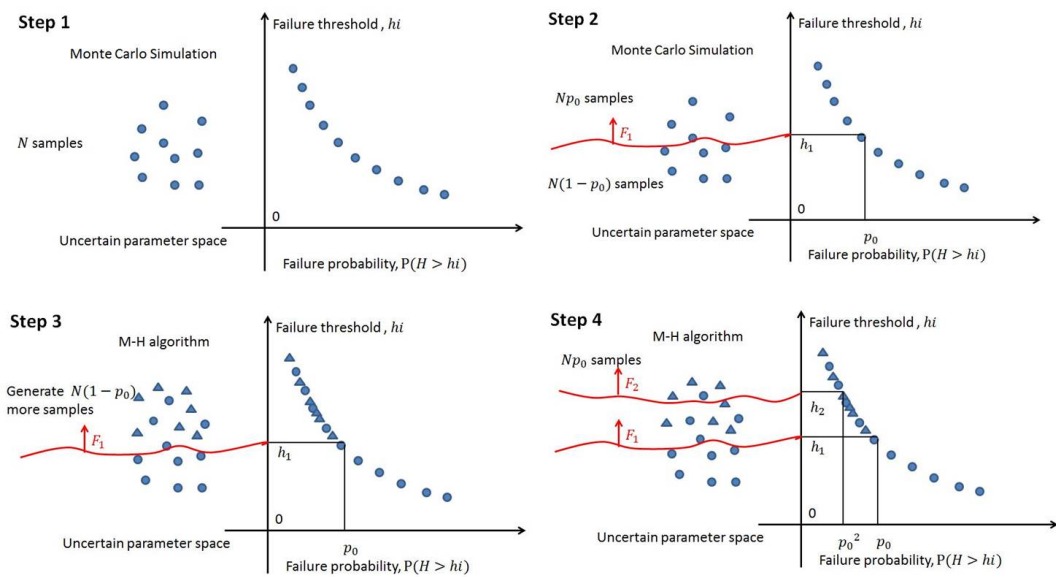 Step 1
Failure threshold , hi
Monte Carlo Simulation
N samples
0
Uncertain parameter space
Failure probability, P(H > hi)
Step 2
Failure threshold , hi
Monte Carlo Simulation
Np₀ samples
F₁
h₁
N(1 − p₀) samples
0
Uncertain parameter space
p₀
Failure probability, P(H > hi)
Step 3
Failure threshold , hi
M-H algorithm
Generate N(1 − p₀)
more samples
F₁
h₁
0
Uncertain parameter space
p₀
Failure probability, P(H > hi)
Step 4
Failure threshold , hi
M-H algorithm
Np₀ samples
F₂
h₂
F₁
h₁
0
Uncertain parameter space
p₀² p₀
Failure probability, P(H > hi)